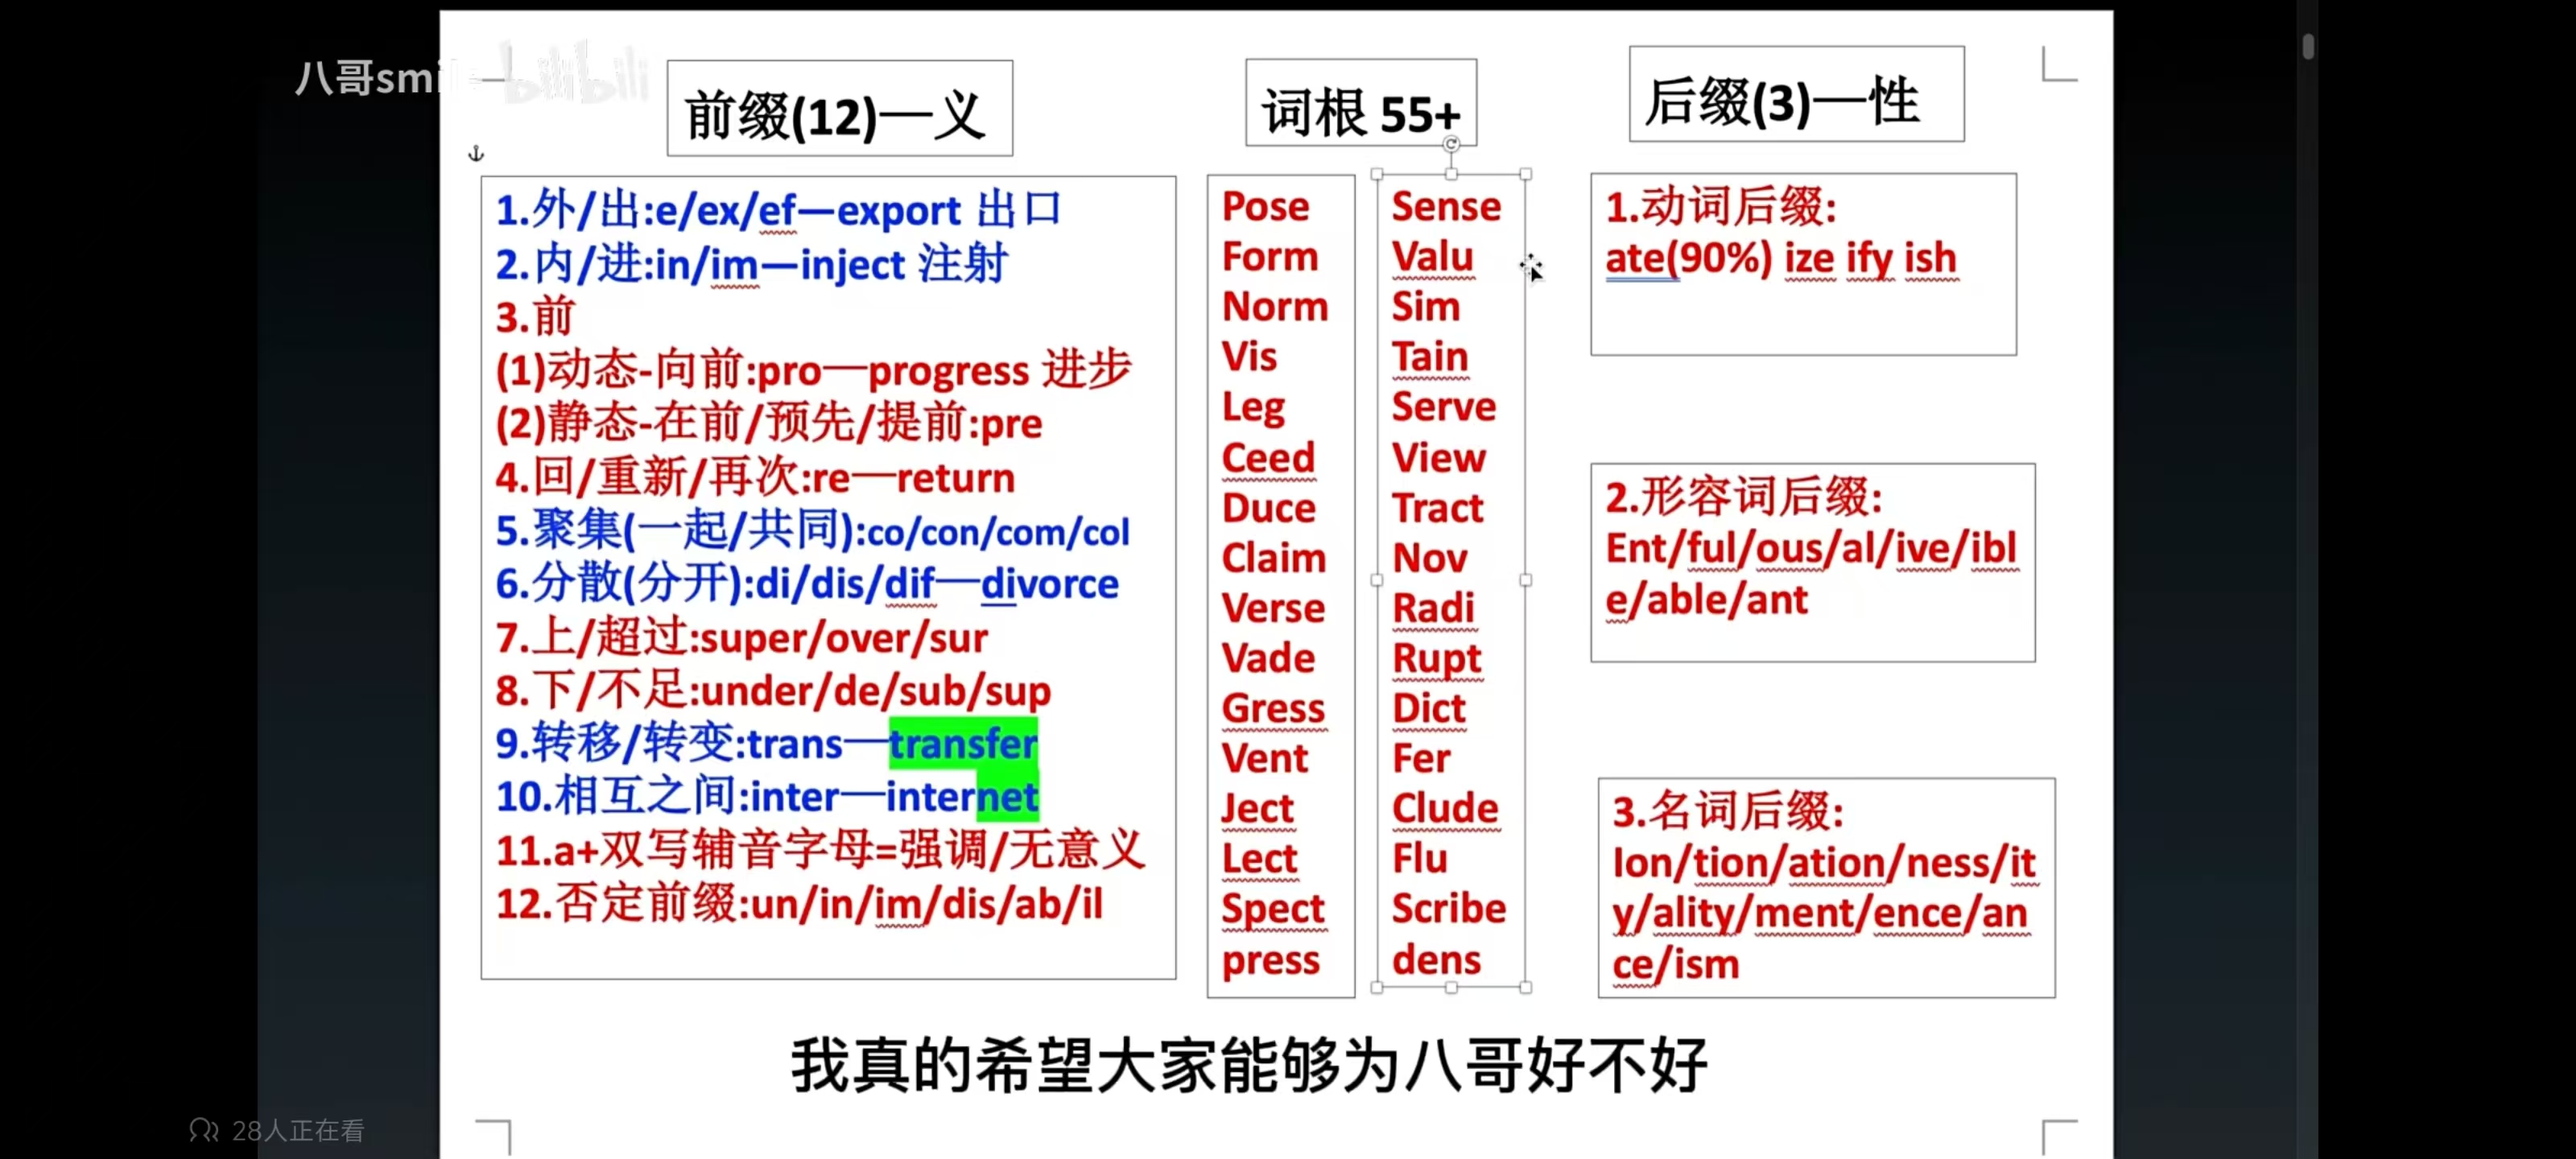 八哥smile bilibili
前缀(12)—义
词根 55+
后缀(3)—性
1.外/出:e/ex/ef—export 出口
2.内/进:in/im—inject 注射
3.前
(1)动态-向前:pro—progress 进步
(2)静态-在前/预先/提前:pre
4.回/重新/再次:re—return
5.聚集(一起/共同):co/con/com/col
6.分散(分开):di/dis/dif—divorce
7.上/超过:super/over/sur
8.下/不足:under/de/sub/sup
9.转移/转变:trans—transfer
10.相互之间:inter—internet
11.a+双写辅音字母=强调/无意义
12.否定前缀:un/in/im/dis/ab/il
Pose
Form
Norm
Vis
Leg
Ceed
Duce
Claim
Verse
Vade
Gress
Vent
Ject
Lect
Spect
press
Sense
Valu
Sim
Tain
Serve
View
Tract
Nov
Radi
Rupt
Dict
Fer
Clude
Flu
Scribe
dens
1.动词后缀:
ate(90%) ize ify ish
2.形容词后缀:
Ent/ful/ous/al/ive/ibl
e/able/ant
3.名词后缀:
Ion/tion/ation/ness/it
y/ality/ment/ence/an
ce/ism
我真的希望大家能够为八哥好不好
28人正在看